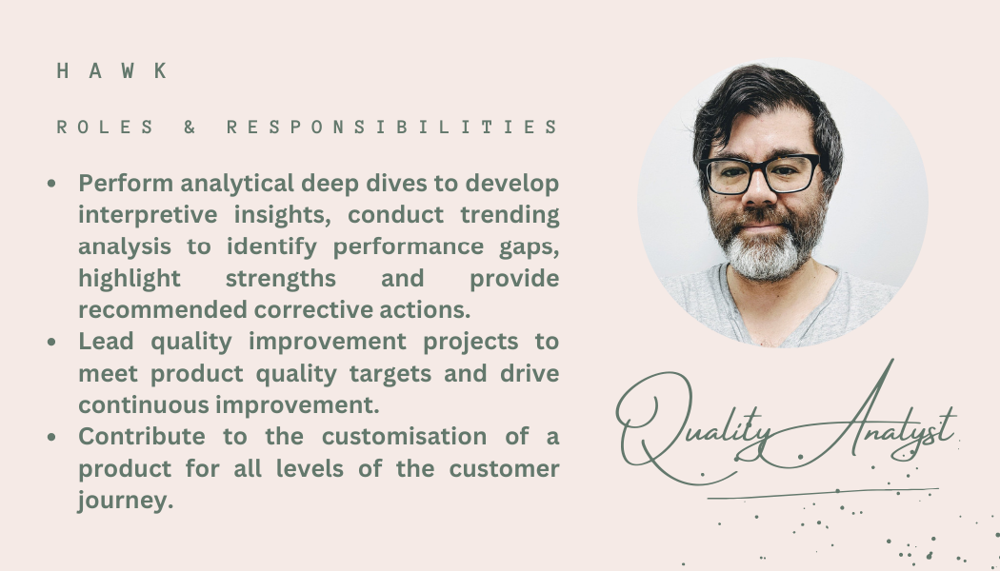 H A W K
R O L E S & R E S P O N S I B I L I T I E S
• Perform analytical deep dives to develop
interpretive insights, conduct trending
analysis to identify performance gaps,
highlight strengths and provide
recommended corrective actions.
• Lead quality improvement projects to
meet product quality targets and drive
continuous improvement.
• Contribute to the customisation of a
product for all levels of the customer
journey.
Quality Analyst